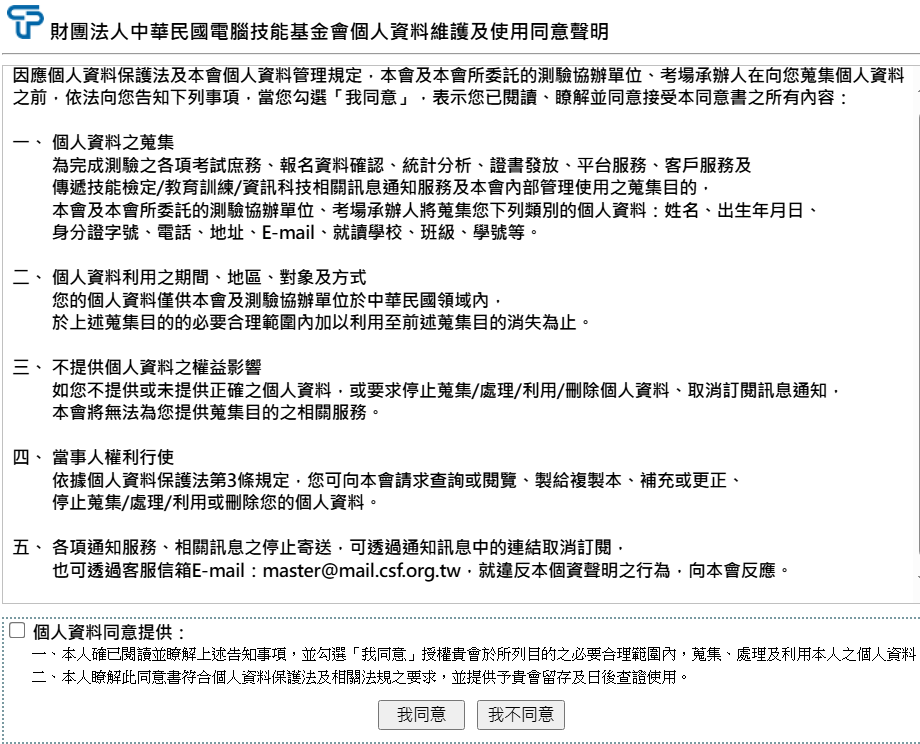 財團法人中華民國電腦技能基金會個人資料維護及使用同意聲明
因應個人資料保護法及本會個人資料管理規定，本會及本會所委託的測驗協辦單位、考場承辦人在向您蒐集個人資料
之前，依法向您告知下列事項，當您勾選「我同意」，表示您已閱讀、瞭解並同意接受本同意書之所有內容：
一、 個人資料之蒐集
為完成測驗之各項考試庶務、報名資料確認、統計分析、證書發放、平台服務、客戶服務及
傳遞技能檢定/教育訓練/資訊科技相關訊息通知服務及本會內部管理使用之蒐集目的，
本會及本會所委託的測驗協辦單位、考場承辦人將蒐集您下列類別的個人資料：姓名、出生年月日、
身分證字號、電話、地址、E-mail、就讀學校、班級、學號等。
二、 個人資料利用之期間、地區、對象及方式
您的個人資料僅供本會及測驗協辦單位於中華民國領域內，
於上述蒐集目的的必要合理範圍內加以利用至前述蒐集目的消失為止。
三、 不提供個人資料之權益影響
如您不提供或未提供正確之個人資料，或要求停止蒐集/處理/利用/刪除個人資料、取消訂閱訊息通知，
本會將無法為您提供蒐集目的之相關服務。
四、 當事人權利行使
依據個人資料保護法第3條規定，您可向本會請求查詢或閱覽、製給複製本、補充或更正、
停止蒐集/處理/利用或刪除您的個人資料。
五、 各項通知服務、相關訊息之停止寄送，可透過通知訊息中的連結取消訂閱，
也可透過客服信箱E-mail：master@mail.csf.org.tw，就違反本個資聲明之行為，向本會反應。
個人資料同意提供：
一、本人確已閱讀並瞭解上述告知事項，並勾選「我同意」授權貴會於所列目的之必要合理範圍內，蒐集、處理及利用本人之個人資料
二、本人瞭解此同意書符合個人資料保護法及相關法規之要求，並提供予貴會留存及日後查證使用。
我同意 我不同意